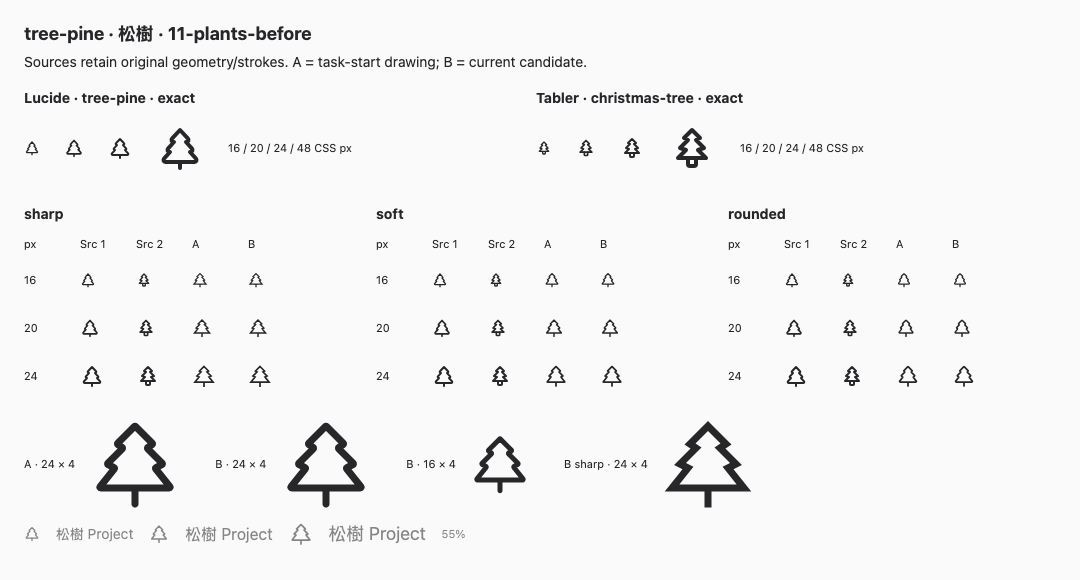 tree-pine · 松樹 · 11-plants-before
Sources retain original geometry/strokes. A = task-start drawing; B = current candidate.
Lucide · tree-pine · exact
Tabler · christmas-tree · exact
16 / 20 / 24 / 48 CSS px
16 / 20 / 24 / 48 CSS px
sharp
soft
rounded
px Src 1 Src 2 A B
px Src 1 Src 2 A B
px Src 1 Src 2 A B
16
16
16
20
20
20
24
24
24
A · 24 × 4
B · 24 × 4
B · 16 × 4
B sharp · 24 × 4
松樹 Project
松樹 Project
松樹 Project
55%